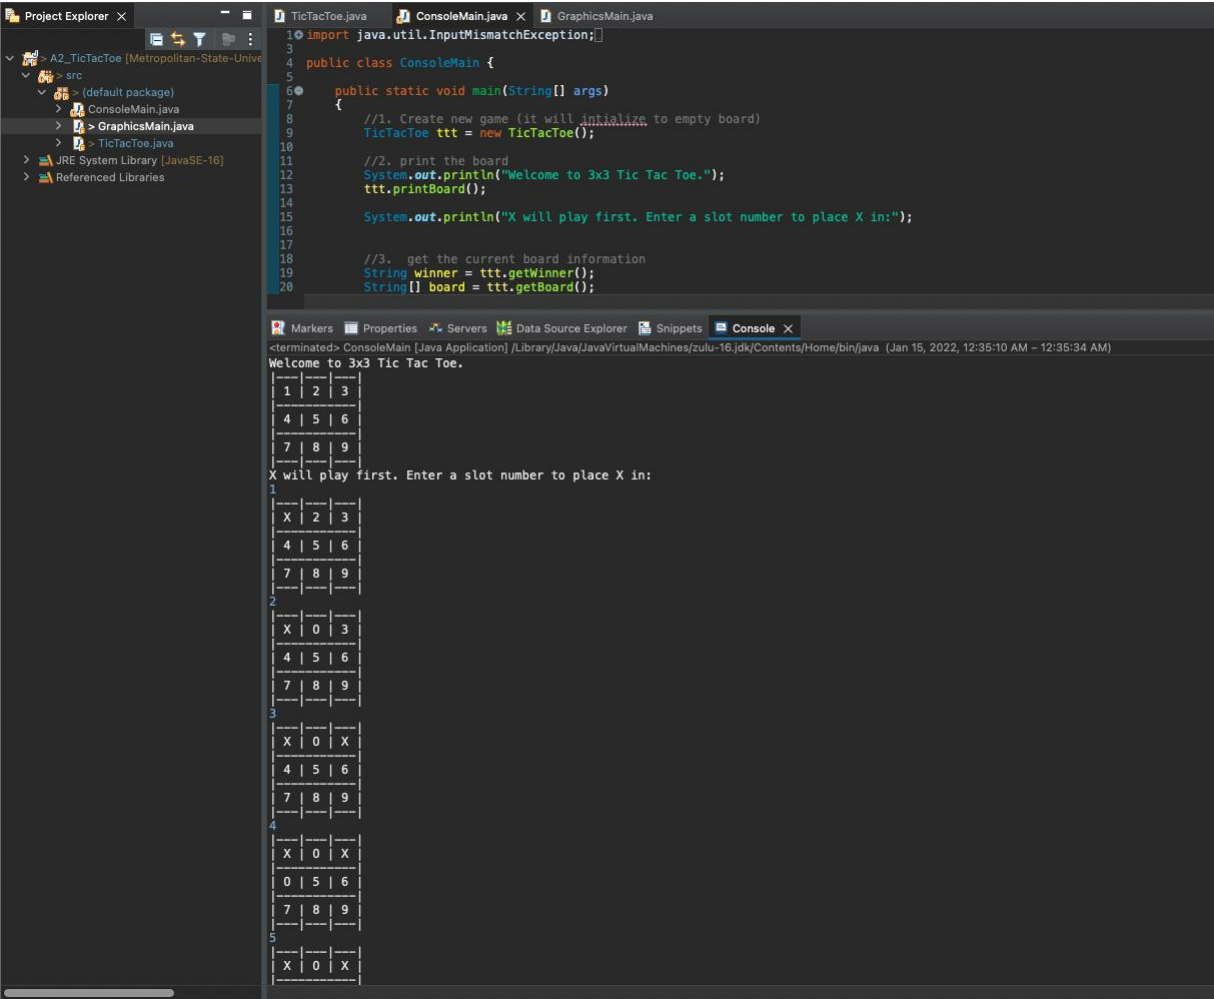 Project Explorer
> A2_TicTacToe [Metropolitan-State-Unive
> src
> (default package)
ConsoleMain.java
> GraphicsMain.java
> TicTacToe.java
JRE System Library [JavaSE-16]
Referenced Libraries
TicTacToe.java ConsoleMain.java GraphicsMain.java
1 import java.util.InputMismatchException;
3
4 public class ConsoleMain {
5
6 public static void main(String[] args)
7 {
8 //1. Create new game (it will intialize to empty board)
9 TicTacToe ttt = new TicTacToe();
10
11 //2. print the board
12 System.out.println("Welcome to 3x3 Tic Tac Toe.");
13 ttt.printBoard();
14
15 System.out.println("X will play first. Enter a slot number to place X in:");
16
17
18 //3.  get the current board information
19 String winner = ttt.getWinner();
20 String[] board = ttt.getBoard();
Markers Properties Servers Data Source Explorer Snippets Console
<terminated> ConsoleMain [Java Application] /Library/Java/JavaVirtualMachines/zulu-16.jdk/Contents/Home/bin/java  (Jan 15, 2022, 12:35:10 AM – 12:35:34 AM)
Welcome to 3x3 Tic Tac Toe.
|---|---|---|
| 1 | 2 | 3 |
|-----------|
| 4 | 5 | 6 |
|-----------|
| 7 | 8 | 9 |
|---|---|---|
X will play first. Enter a slot number to place X in:
1
|---|---|---|
| X | 2 | 3 |
|-----------|
| 4 | 5 | 6 |
|-----------|
| 7 | 8 | 9 |
|---|---|---|
2
|---|---|---|
| X | O | 3 |
|-----------|
| 4 | 5 | 6 |
|-----------|
| 7 | 8 | 9 |
|---|---|---|
3
|---|---|---|
| X | O | X |
|-----------|
| 4 | 5 | 6 |
|-----------|
| 7 | 8 | 9 |
|---|---|---|
4
|---|---|---|
| X | O | X |
|-----------|
| O | 5 | 6 |
|-----------|
| 7 | 8 | 9 |
|---|---|---|
5
|---|---|---|
| X | O | X |
|-----------|